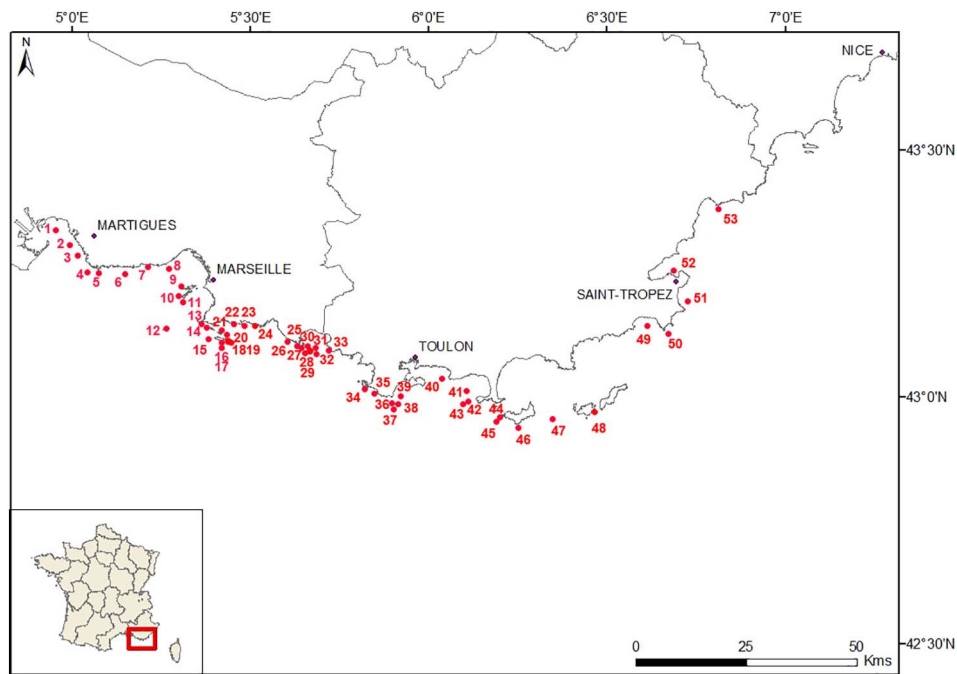 5°0'E 5°30'E 6°0'E 6°30'E 7°0'E
N
NICE
43°30'N
53
1 MARTIGUES
2
3 52
4 5 6 7 8 MARSEILLE
9 SAINT-TROPEZ
10 11 51
12 13 14 21 22 23 49 50
15 20 24 25 30 31 33
16 18 19 26 27 28 32 TOULON
17 29
34 35 39 40 41
36 38 43 42 44 43°0'N
37 45 46 47 48
42°30'N
0 25 50
Kms